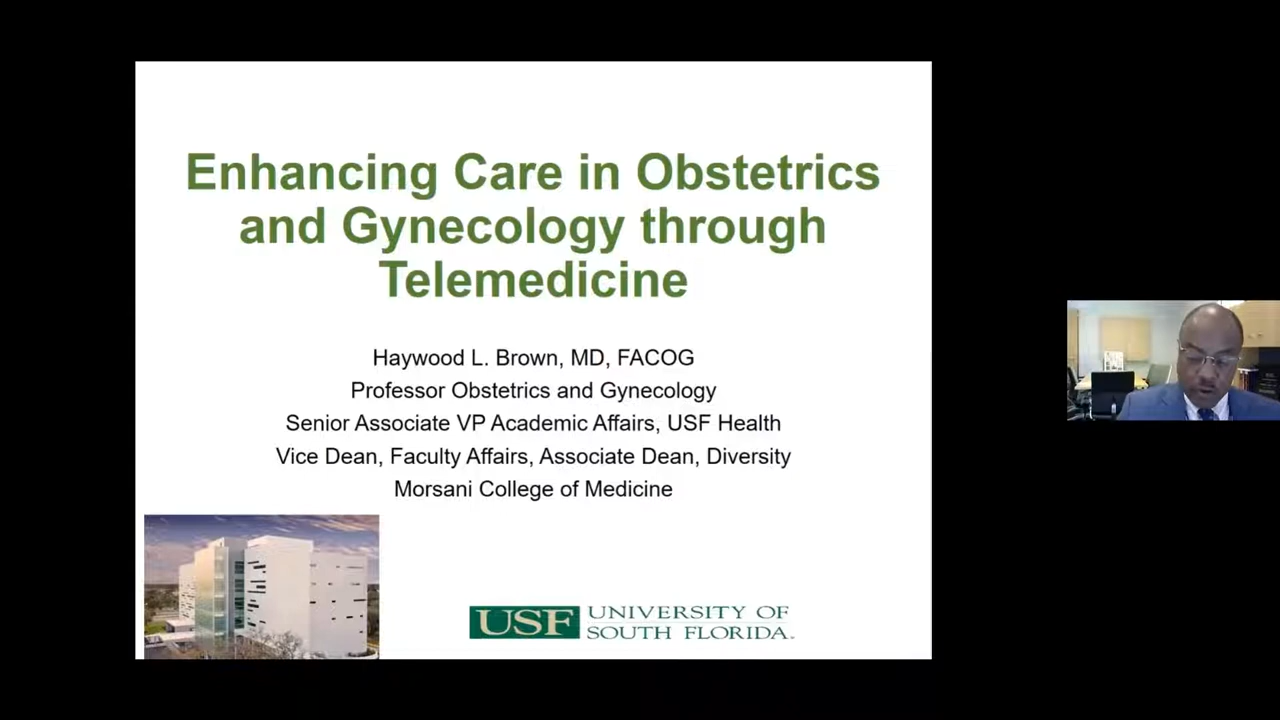 Enhancing Care in Obstetrics
and Gynecology through
Telemedicine
Haywood L. Brown, MD, FACOG
Professor Obstetrics and Gynecology
Senior Associate VP Academic Affairs, USF Health
Vice Dean, Faculty Affairs, Associate Dean, Diversity
Morsani College of Medicine
USF UNIVERSITY OF
SOUTH FLORIDA